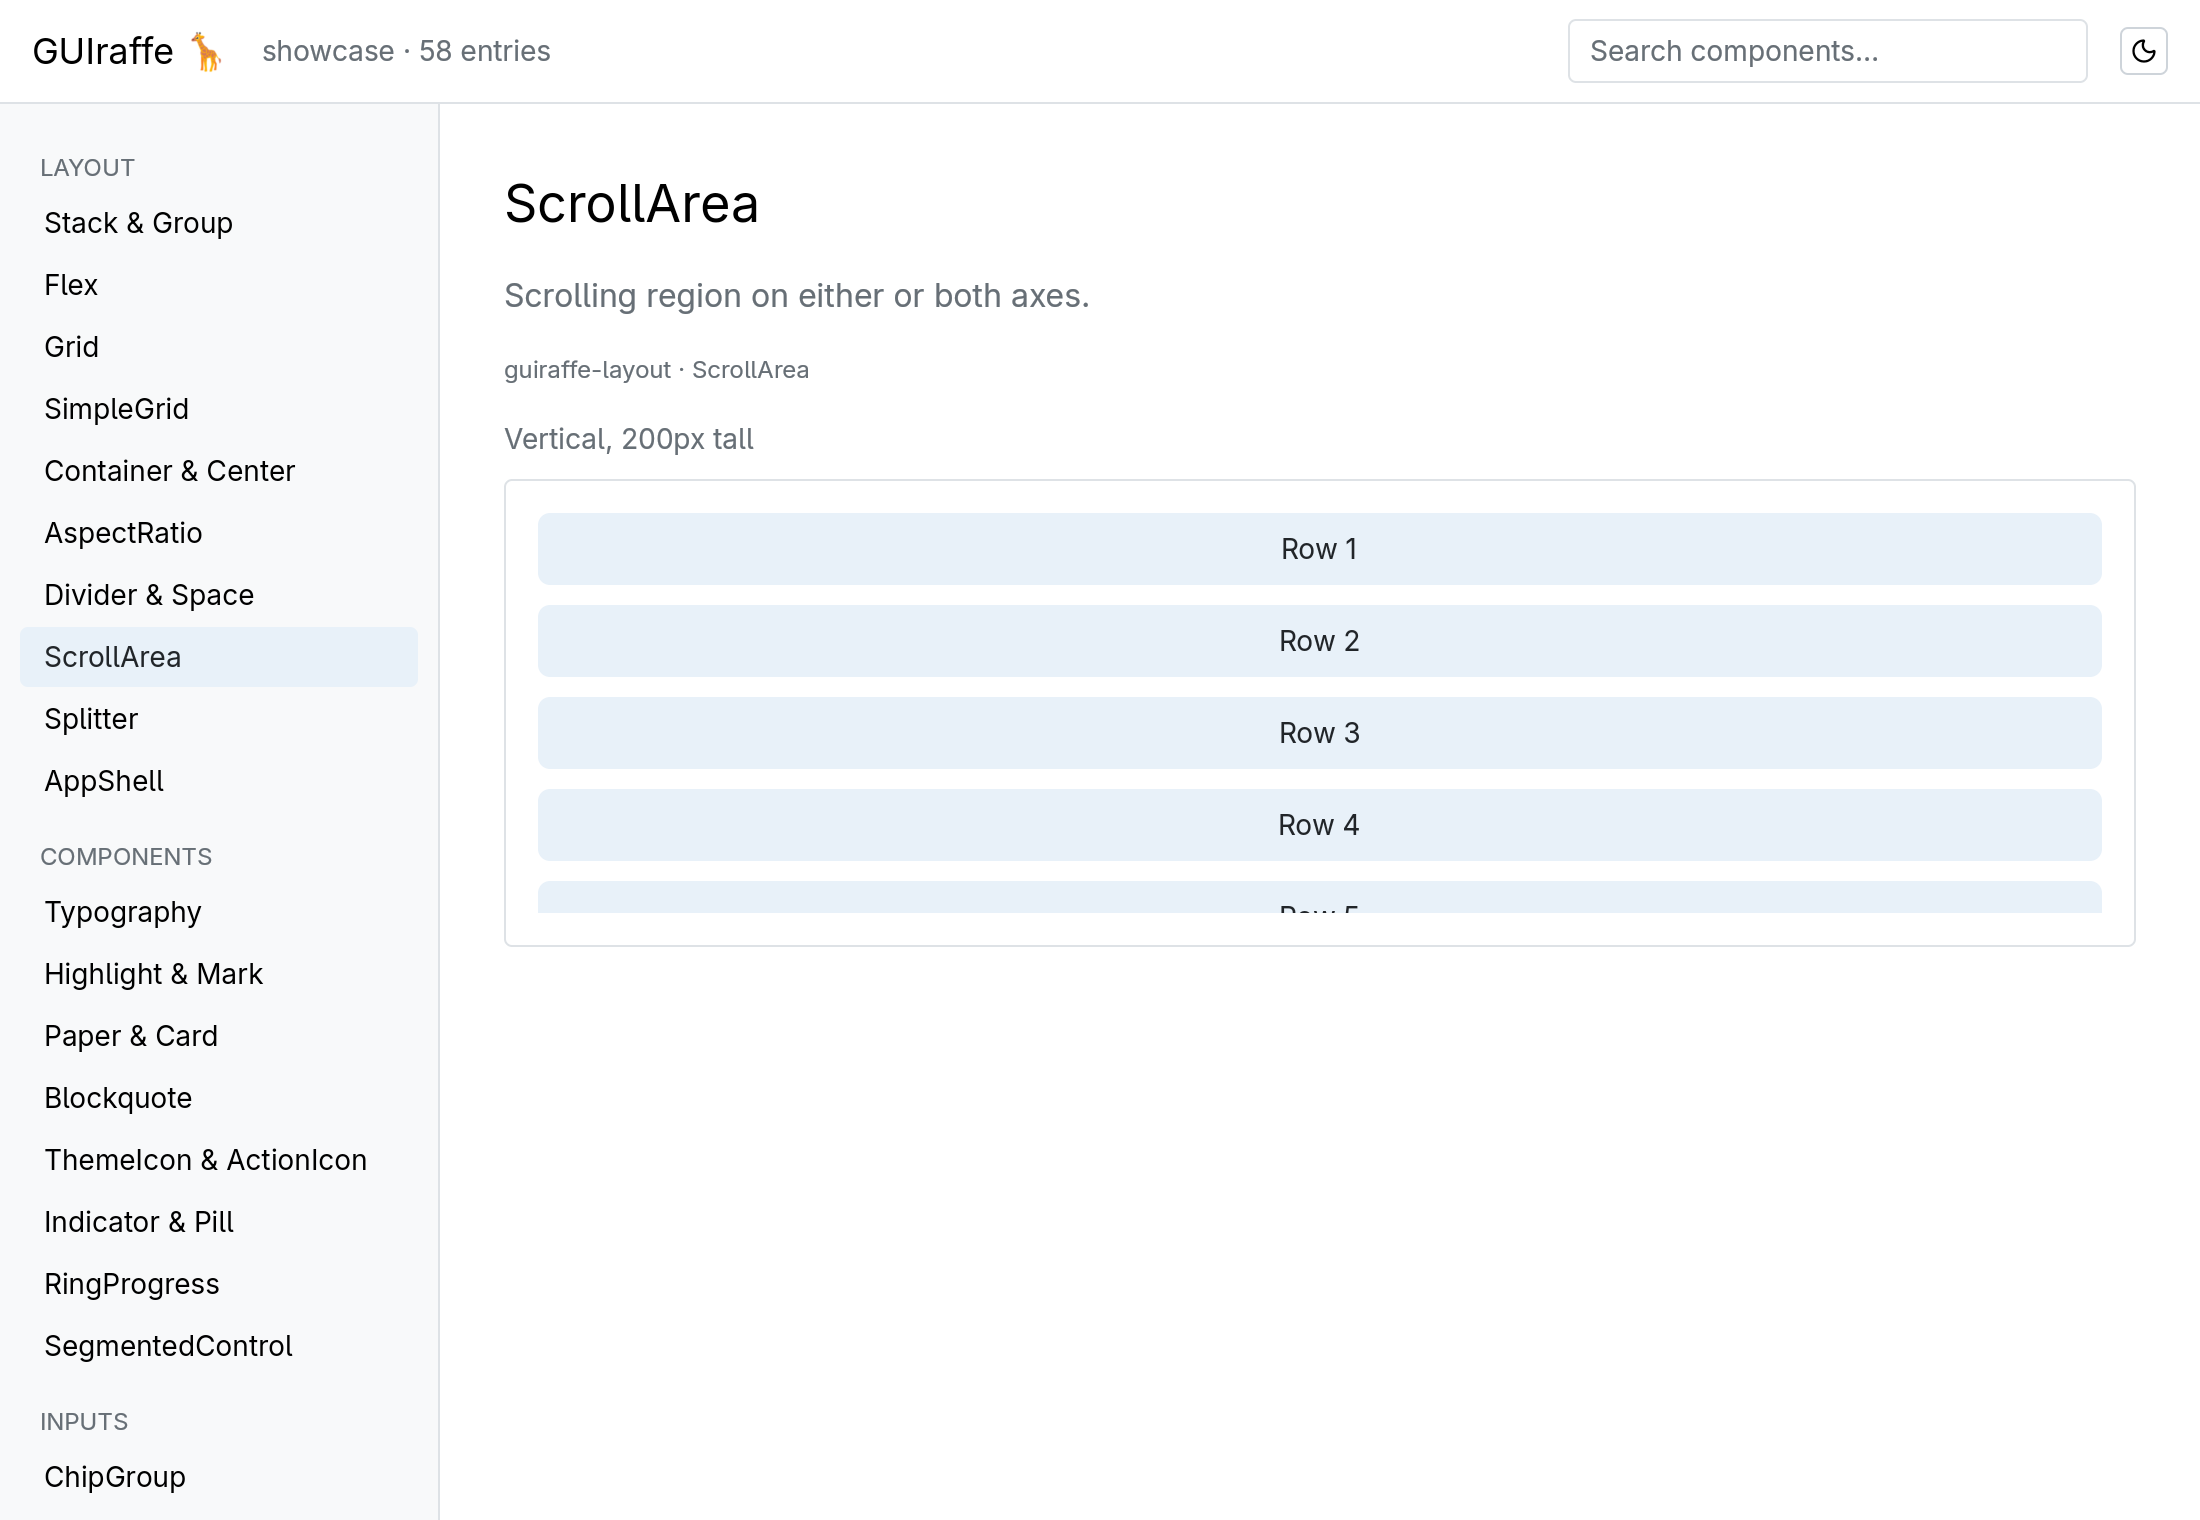 GUIraffe 🦒 showcase · 58 entries
Search components...
LAYOUT
Stack & Group
Flex
Grid
SimpleGrid
Container & Center
AspectRatio
Divider & Space
ScrollArea
Splitter
AppShell
COMPONENTS
Typography
Highlight & Mark
Paper & Card
Blockquote
ThemeIcon & ActionIcon
Indicator & Pill
RingProgress
SegmentedControl
INPUTS
ChipGroup
ScrollArea
Scrolling region on either or both axes.
guiraffe-layout · ScrollArea
Vertical, 200px tall
Row 1
Row 2
Row 3
Row 4
Row 5